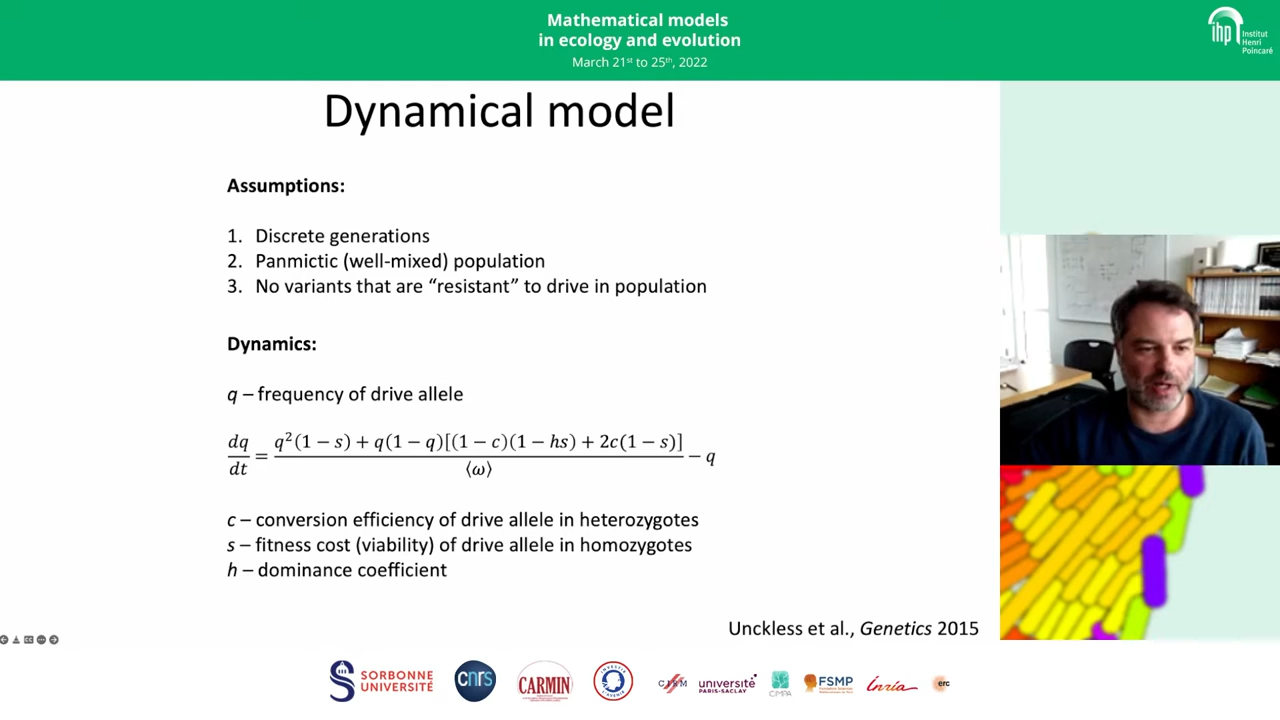 Mathematical models
in ecology and evolution
March 21st to 25th, 2022
ihp Institut
Henri
Poincaré
Dynamical model
Assumptions:
1. Discrete generations
2. Panmictic (well-mixed) population
3. No variants that are “resistant” to drive in population
Dynamics:
q – frequency of drive allele
dq/dt = (q²(1 − s) + q(1 − q)[(1 − c)(1 − hs) + 2c(1 − s)])/⟨ω⟩ − q
c – conversion efficiency of drive allele in heterozygotes
s – fitness cost (viability) of drive allele in homozygotes
h – dominance coefficient
Unckless et al., Genetics 2015
SORBONNE
UNIVERSITÉ
cnrs
CARMIN
université
PARIS-SACLAY
FSMP
Inria
erc